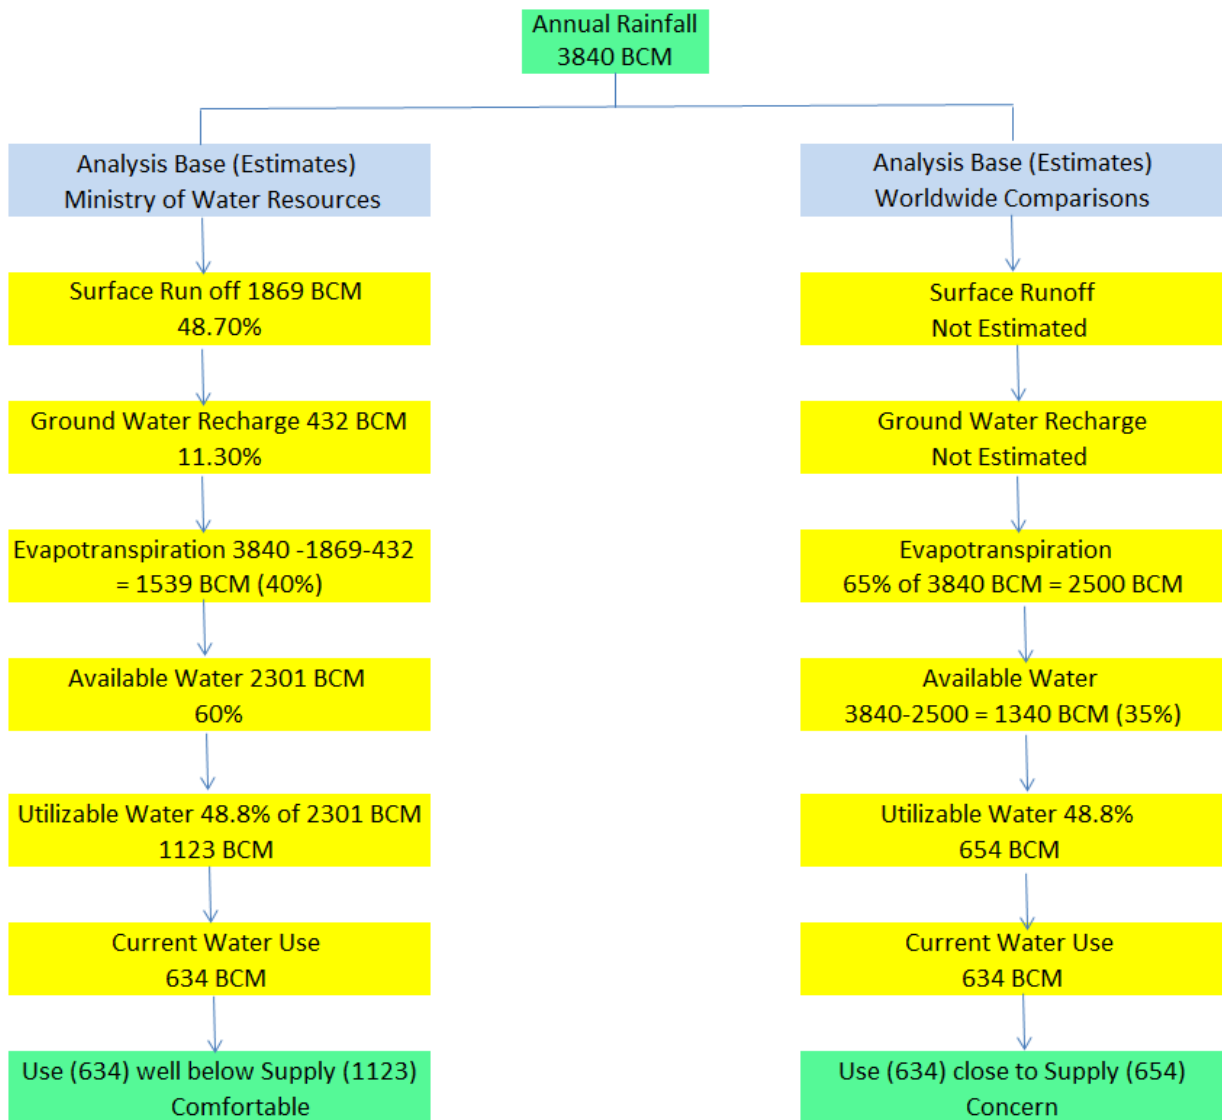 Annual Rainfall
3840 BCM
Analysis Base (Estimates)
Ministry of Water Resources
Surface Run off 1869 BCM
48.70%
Ground Water Recharge 432 BCM
11.30%
Evapotranspiration 3840 -1869-432
= 1539 BCM (40%)
Available Water 2301 BCM
60%
Utilizable Water 48.8% of 2301 BCM
1123 BCM
Current Water Use
634 BCM
Use (634) well below Supply (1123)
Comfortable
Analysis Base (Estimates)
Worldwide Comparisons
Surface Runoff
Not Estimated
Ground Water Recharge
Not Estimated
Evapotranspiration
65% of 3840 BCM = 2500 BCM
Available Water
3840-2500 = 1340 BCM (35%)
Utilizable Water 48.8%
654 BCM
Current Water Use
634 BCM
Use (634) close to Supply (654)
Concern